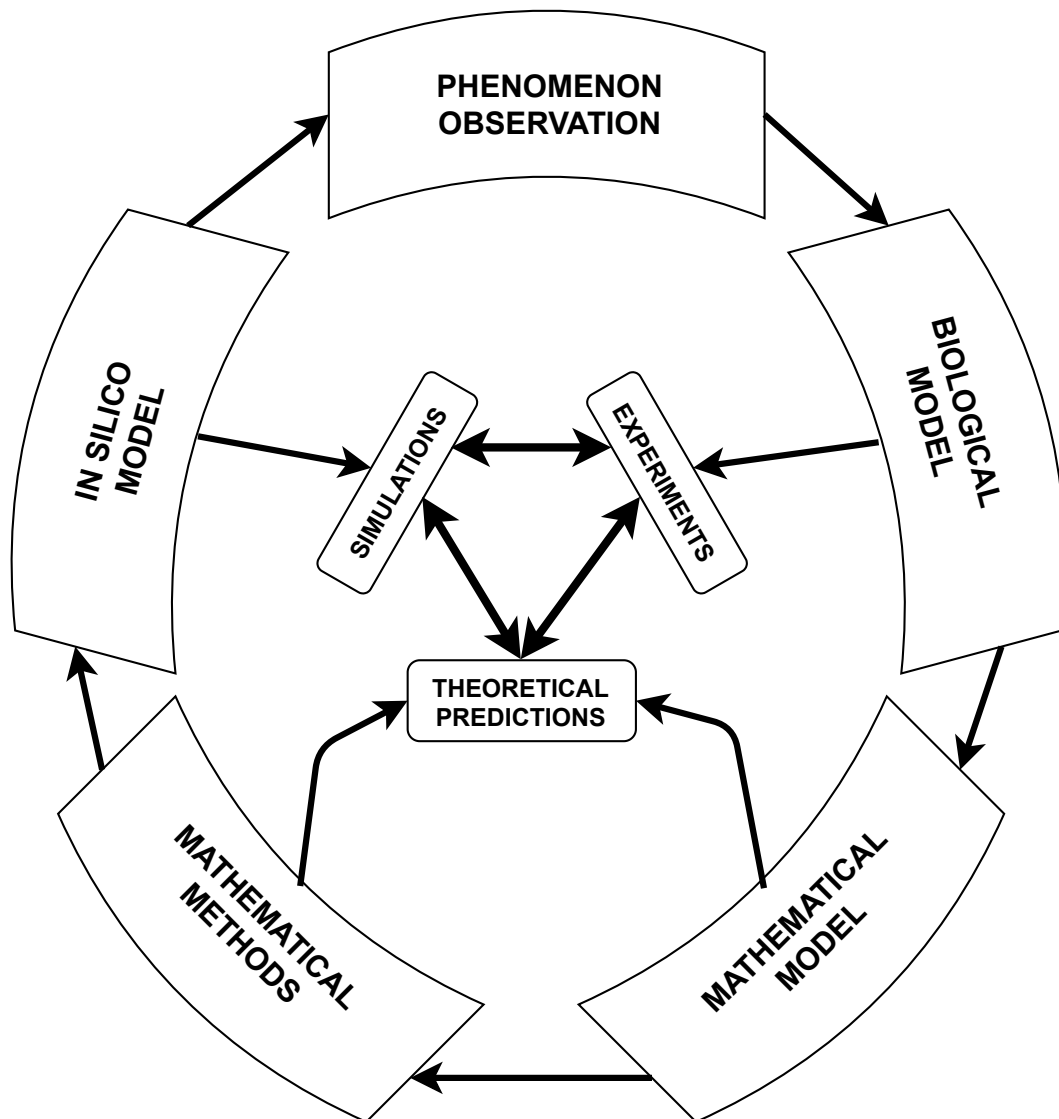 PHENOMENON
OBSERVATION
BIOLOGICAL
MODEL
IN SILICO
MODEL
SIMULATIONS
EXPERIMENTS
THEORETICAL
PREDICTIONS
MATHEMATICAL
METHODS
MATHEMATICAL
MODEL